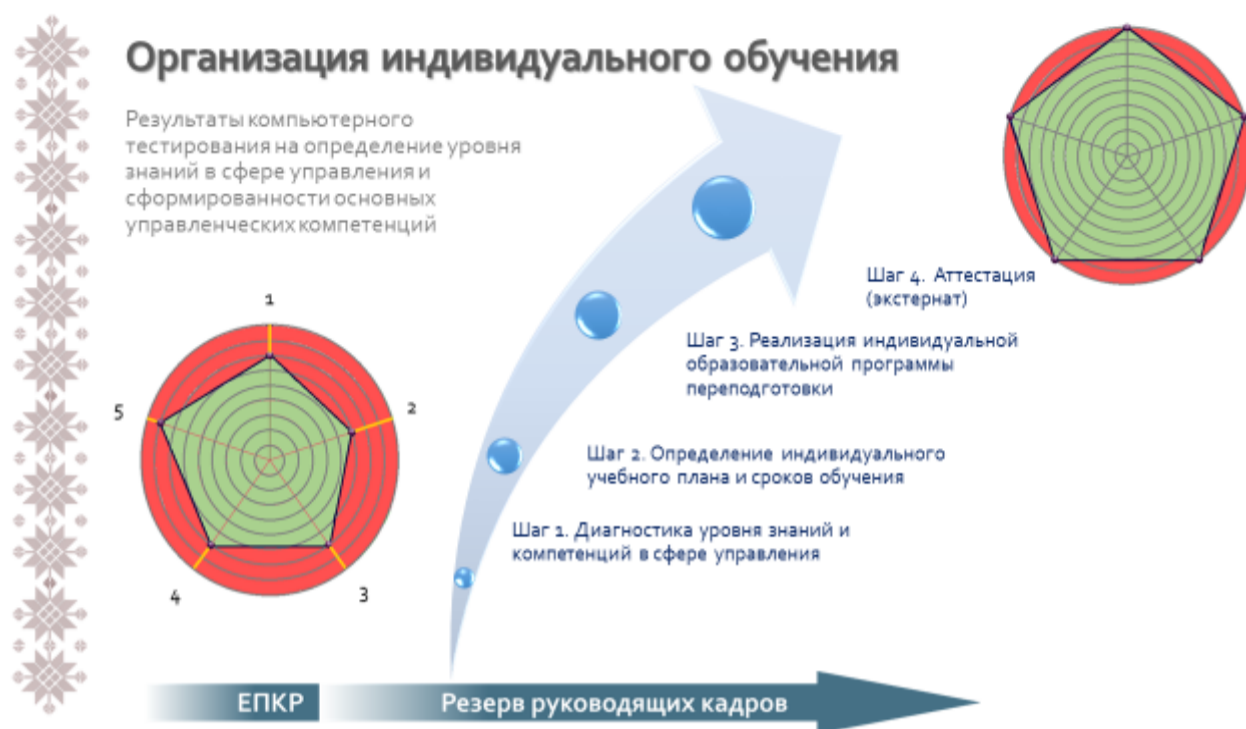 Организация индивидуального обучения
Результаты компьютерного
тестирования на определение уровня
знаний в сфере управления и
сформированности основных
управленческих компетенций
1
2
3
4
5
Шаг 4. Аттестация
(экстернат)
Шаг 3. Реализация индивидуальной
образовательной программы
переподготовки
Шаг 2. Определение индивидуального
учебного плана и сроков обучения
Шаг 1. Диагностика уровня знаний и
компетенций в сфере управления
ЕПКР
Резерв руководящих кадров